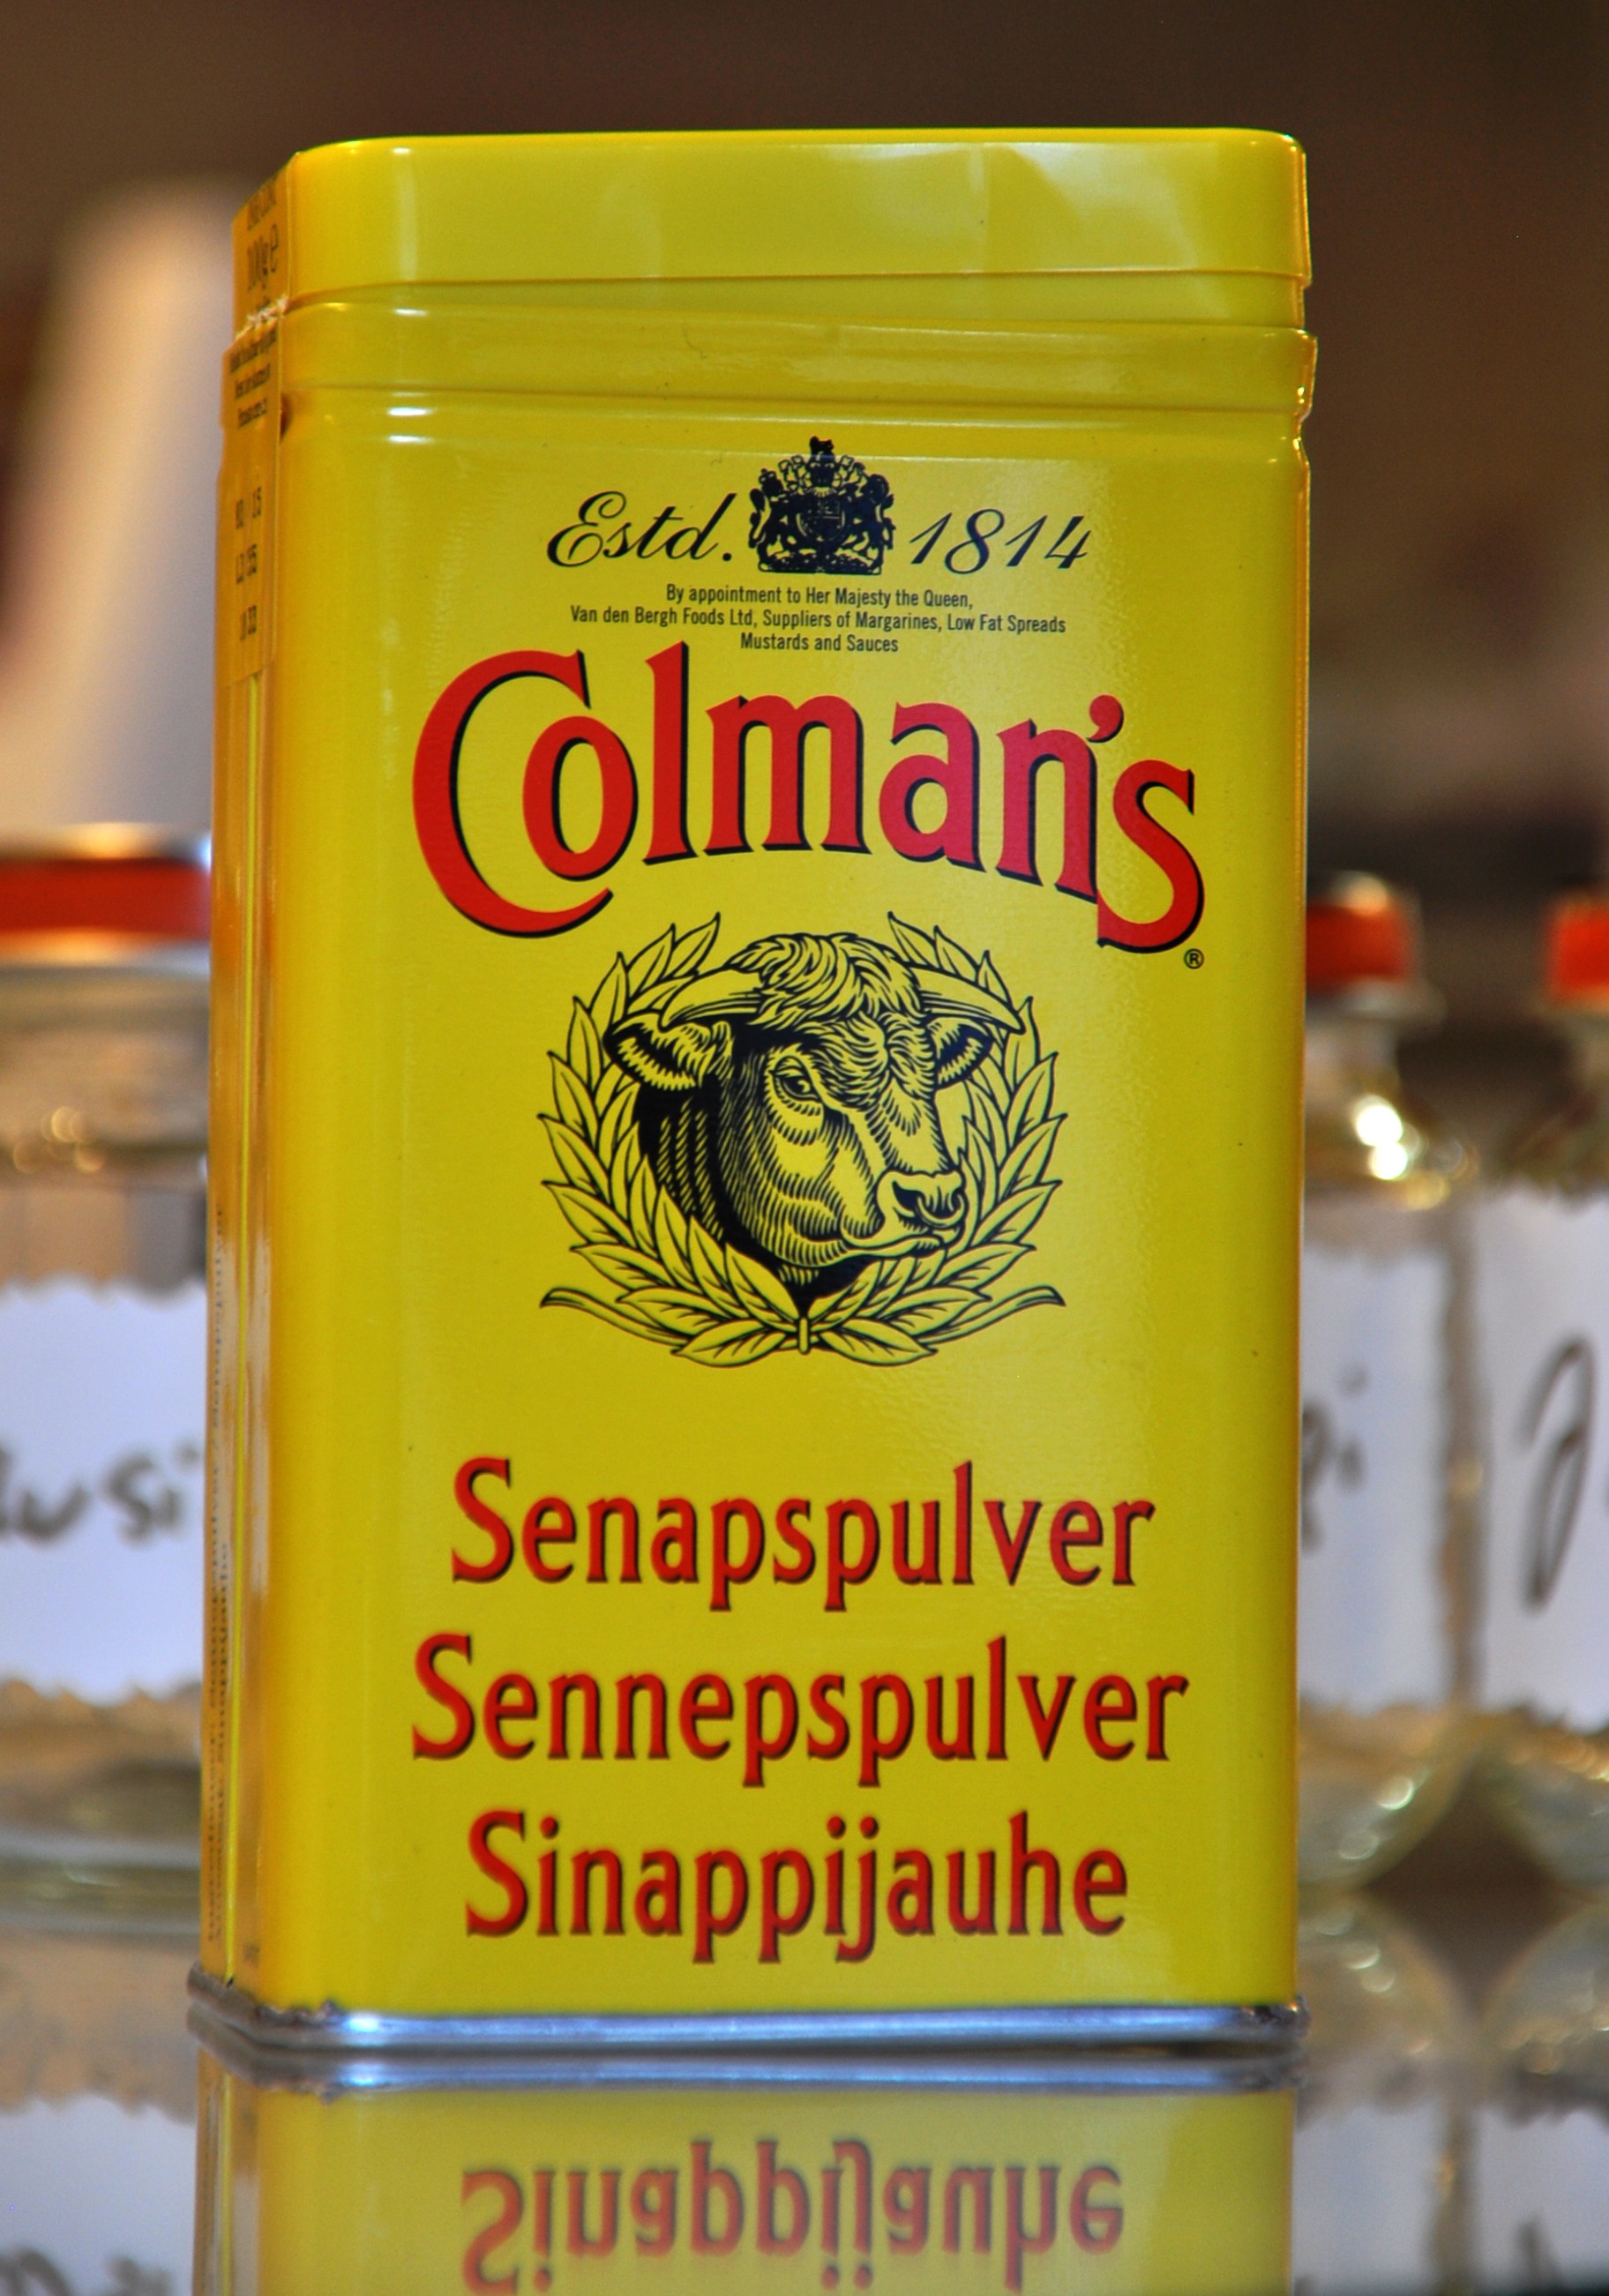 Estd. 1814
By appointment to Her Majesty the Queen,
Van den Bergh Foods Ltd, Suppliers of Margarines, Low Fat Spreads
Mustards and Sauces
Colman's
®
Senapspulver
Sennepspulver
Sinappijauhe
Sinappijauhe